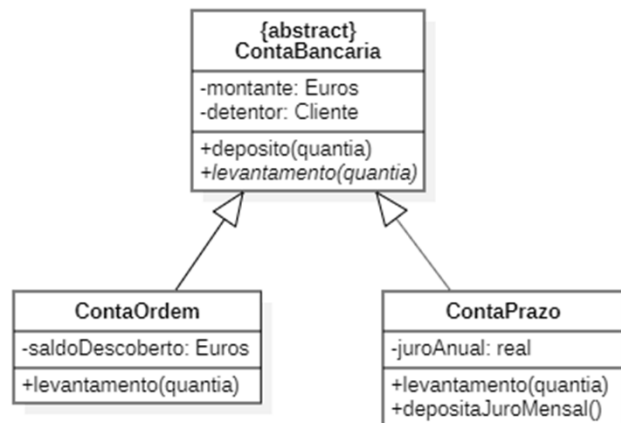 {abstract}
ContaBancária
-montante: Euros
-detentor: Cliente
+deposito(quantia)
+levantamento(quantia)
ContaOrdem
-saldoDescoberto: Euros
+levantamento(quantia)
ContaPrazo
-juroAnual: real
+levantamento(quantia)
+depositaJuroMensal()